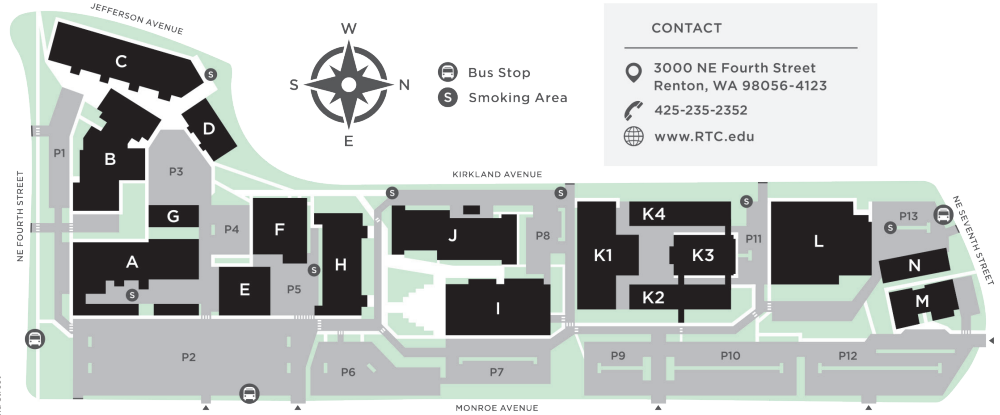 JEFFERSON AVENUE
C
S
D
B
P1
P3
G
P4
F
A
S
E
P5
S
H
NE FOURTH STREET
P2
W
S
N
E
Bus Stop
S Smoking Area
CONTACT
3000 NE Fourth Street
Renton, WA 98056-4123
425-235-2352
www.RTC.edu
KIRKLAND AVENUE
S
S
J
P8
I
K1
K4
K3
K2
S
P11
L
P13
S
N
M
NE SEVENTH STREET
P6
P7
P9
P10
P12
MONROE AVENUE